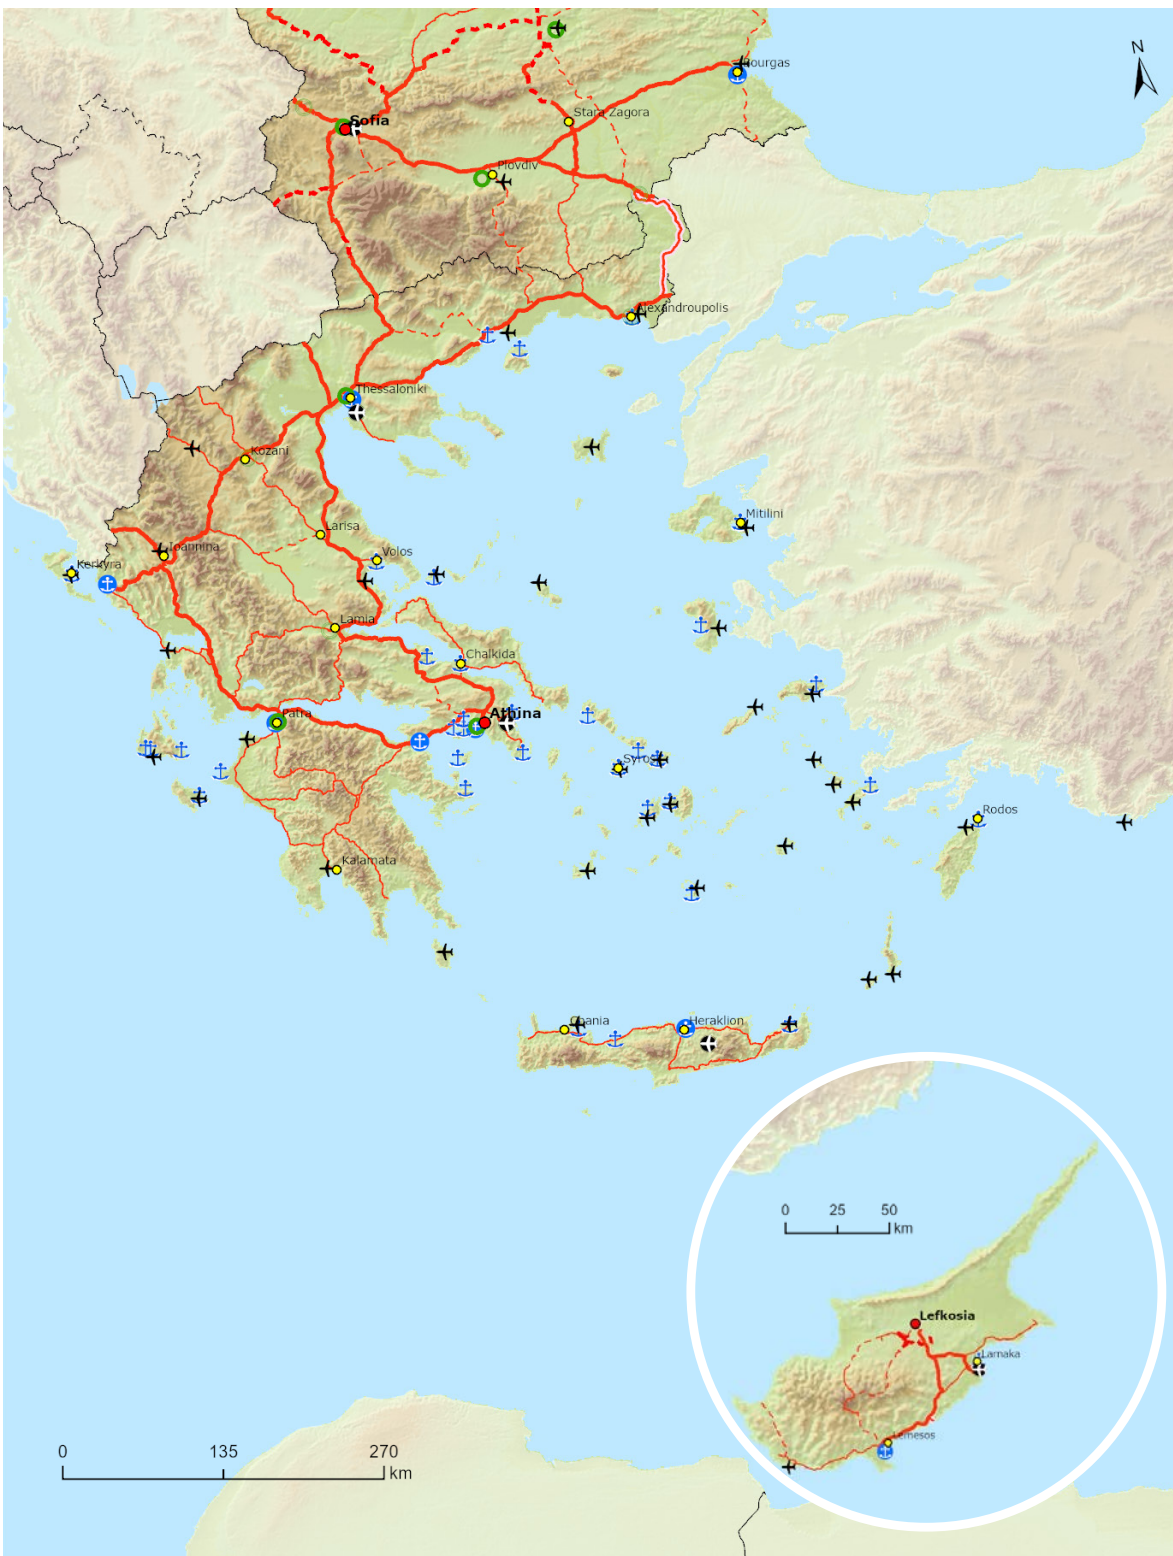 N
Bourgas
Stara Zagora
Sofia
Plovdiv
Alexandroupolis
Thessaloniki
Kozani
Mitilini
Larisa
Ioannina
Volos
Kerkyra
Lamia
Chalkida
Patra
Athina
Syros
Rodos
Kalamata
Chania
Heraklion
0 25 50
km
Lefkosia
Larnaka
Lemesos
0 135 270
km